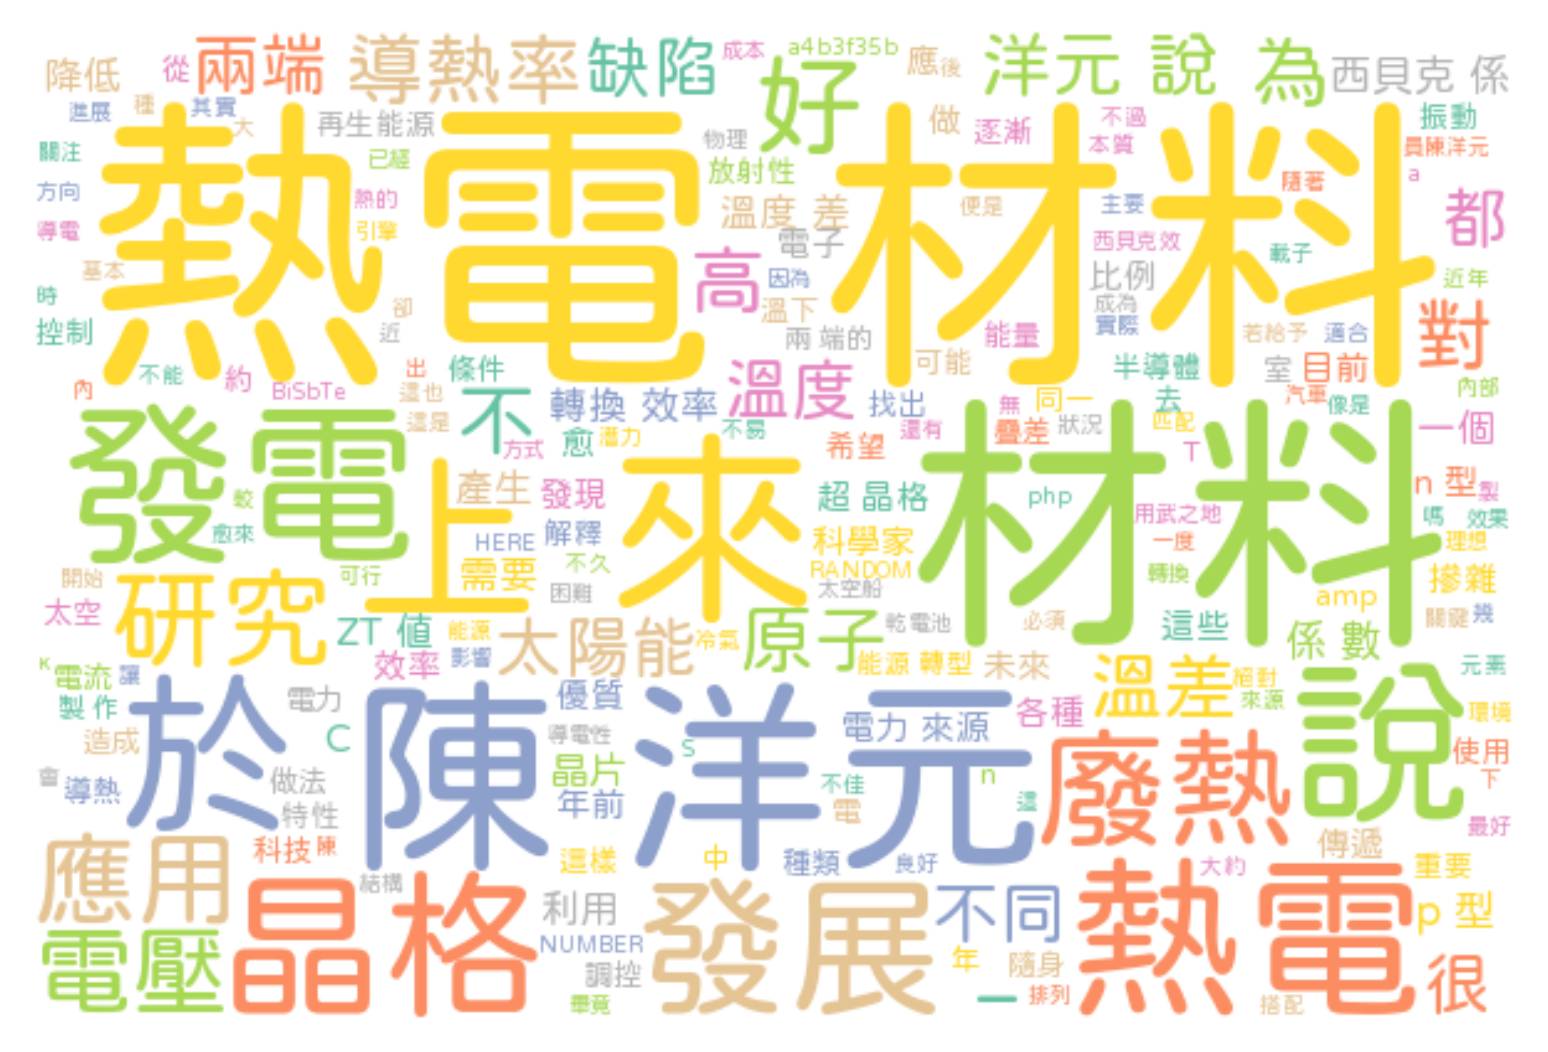 降低 從 兩端 導熱率 缺陷 成本 a4b3f35b 應 後 洋元 說 為 西貝克 係
進展 種 其實 好 振動
大 再生能源 物理 做 逐漸 不過
關注 已經 放射性 本質 員陳洋元
熱電材料
方向 熱的 溫度 差 便是 主要 隨著 a 都
導電 引擎 電子 西貝克效 載子
基本 高 因為 比例 近年
時 卻 溫下 成為
控制 近 兩 端的 能量 實際 若給予 適合 對
不能 約 出 條件 可能 半導體 室 目前
內 BiSbTe 這也 不 轉換 效率 溫度 找出 無 同一 去 汽車 像是 內部
這是 方式 愈 潛力 不易 還有 疊差 狀況 匹配 一個
發電 上來 材料
希望 T
較 產生 發現 超 晶格 php n 型 製
愈來 HERE 解釋 科學家 用武之地 嗎 效果
需要 不久 RANDOM 一度 理想
開始 研究 可行 困難 太空船 轉換 摻雜
太空 ZT 值 能源 太陽能 冷氣 原子 乾電池 必須 這些 amp 關鍵 幾
K 電流 讓 效率 影響 能源 轉型 未來 溫差 絕對 係 數 元素
製 作 電力 優質 電力 來源 各種 來源 說 環境
於 陳洋元
造成 C 導電性 s 廢熱 使用
會 導熱 做法 晶片 不佳 n 下
特性 年前 電 這 最好
應用 科技 陳 這樣 中 種類 良好 傳遞
晶格 結構 發展 不同 大約 熱電 重要
利用 p 型
電壓 NUMBER 年 隨身 很
調控 一 排列
畢竟 搭配